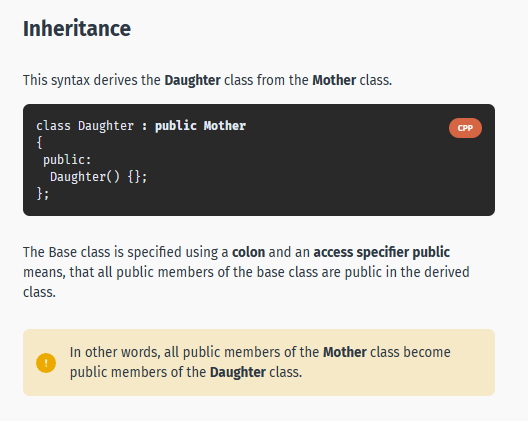 Inheritance
This syntax derives the Daughter class from the Mother class.
CPP
class Daughter : public Mother
{
 public:
  Daughter() {};
};
The Base class is specified using a colon and an access specifier public
means, that all public members of the base class are public in the derived
class.
!
In other words, all public members of the Mother class become
public members of the Daughter class.